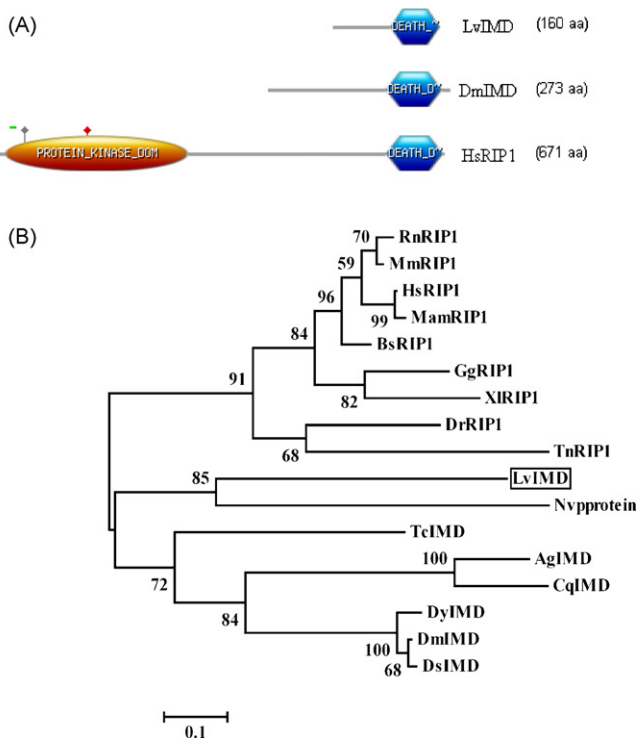 (A)
DEATH_ LvIMD (160 aa)
DEATH_D DmIMD (273 aa)
PROTEIN_KINASE_DOM DEATH_D HsRIP1 (671 aa)
(B)
70 RnRIP1
MmRIP1
59
HsRIP1
96
99 MamRIP1
84
BsRIP1
GgRIP1
91
82 XlRIP1
DrRIP1
68 TnRIP1
85 LvIMD
Nvpprotein
TcIMD
100 AgIMD
72 CqIMD
84 DyIMD
100 DmIMD
68 DsIMD
0.1